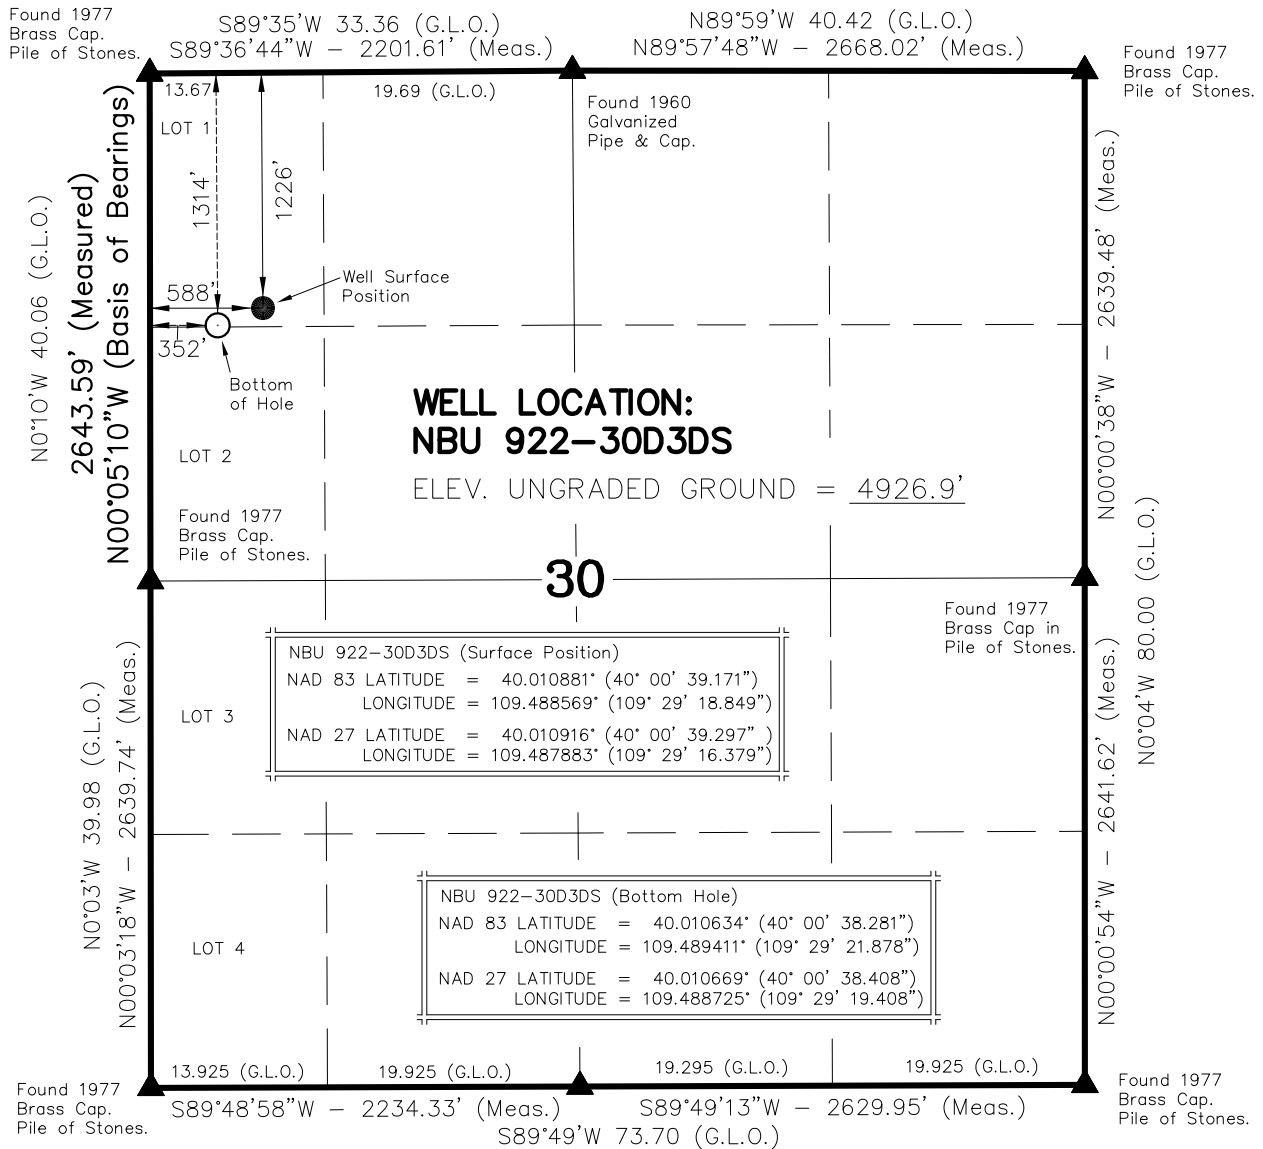 Found 1977
Brass Cap.
Pile of Stones.
S89°35'W 33.36 (G.L.O.)
S89°36'44"W - 2201.61' (Meas.)
N89°59'W 40.42 (G.L.O.)
N89°57'48"W - 2668.02' (Meas.)
Found 1977
Brass Cap.
Pile of Stones.
13.67
19.69 (G.L.O.)
Found 1960
Galvanized
Pipe & Cap.
LOT 1
1314'
1226'
N0°10'W 40.06 (G.L.O.)
2643.59' (Measured)
N00°05'10"W (Basis of Bearings)
N00°00'38"W - 2639.48' (Meas.)
588'
Well Surface
Position
352'
Bottom
of Hole
WELL LOCATION:
NBU 922-30D3DS
ELEV. UNGRADED GROUND = 4926.9'
LOT 2
Found 1977
Brass Cap.
Pile of Stones.
30
N0°04'W 80.00 (G.L.O.)
Found 1977
Brass Cap in
Pile of Stones.
NBU 922-30D3DS (Surface Position)
NAD 83 LATITUDE = 40.010881° (40° 00' 39.171")
LONGITUDE = 109.488569° (109° 29' 18.849")
NAD 27 LATITUDE = 40.010916° (40° 00' 39.297" )
LONGITUDE = 109.487883° (109° 29' 16.379")
LOT 3
N0°03'W 39.98 (G.L.O.)
N00°03'18"W - 2639.74' (Meas.)
N00°00'54"W - 2641.62' (Meas.)
NBU 922-30D3DS (Bottom Hole)
NAD 83 LATITUDE = 40.010634° (40° 00' 38.281")
LONGITUDE = 109.489411° (109° 29' 21.878")
NAD 27 LATITUDE = 40.010669° (40° 00' 38.408")
LONGITUDE = 109.488725° (109° 29' 19.408")
LOT 4
13.925 (G.L.O.)
19.925 (G.L.O.)
19.295 (G.L.O.)
19.925 (G.L.O.)
Found 1977
Brass Cap.
Pile of Stones.
S89°48'58"W - 2234.33' (Meas.)
S89°49'13"W - 2629.95' (Meas.)
S89°49'W 73.70 (G.L.O.)
Found 1977
Brass Cap.
Pile of Stones.